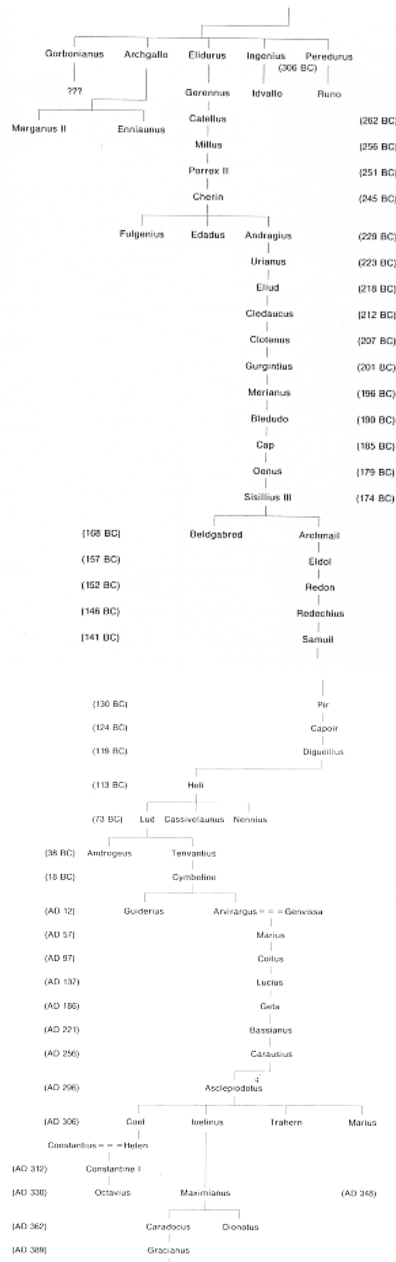 Gorbonianus Archgallo Elidurus Ingenius Peredurus
(306 BC)
??? Gerennus Idvallo Runo
Marganus II Enniaunus Catellus (262 BC)
Millus (256 BC)
Porrex II (251 BC)
Cherin (245 BC)
Fulgenius Edadus Andragius (229 BC)
Urianus (223 BC)
Eliud (218 BC)
Cledaucus (212 BC)
Clotenus (207 BC)
Gurgintius (201 BC)
Merianus (196 BC)
Bledudo (190 BC)
Cap (185 BC)
Oenus (179 BC)
Sisillius III (174 BC)
(168 BC) Beldgabred Archmail
(157 BC) Eldol
(152 BC) Redon
(146 BC) Redechius
(141 BC) Samuil
(130 BC) Pir
(124 BC) Capoir
(119 BC) Digueillus
(113 BC) Heli
(73 BC) Lud Cassivelaunus Nennius
(38 BC) Androgeus Tenvantius
(18 BC) Cymbeline
(AD 12) Guiderius Arvirargus = = = Genvissa
(AD 57) Marius
(AD 97) Coilus
(AD 137) Lucius
(AD 186) Geta
(AD 221) Bassianus
(AD 256) Carausius
(AD 296) Asclepiodotus
(AD 306) Coel Ioelinus Trahern Marius
Constantius = = = Helen
(AD 312) Constantine I
(AD 330) Octavius Maximianus (AD 348)
(AD 362) Caradocus Dionotus
(AD 389) Gracianus